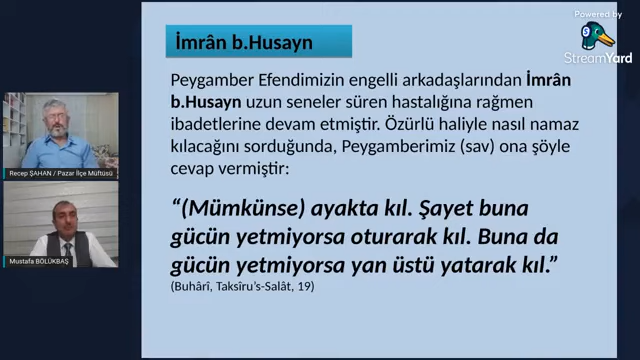 Powered by
StreamYard
İmrân b.Husayn
Peygamber Efendimizin engelli arkadaşlarından İmrân
b.Husayn uzun seneler süren hastalığına rağmen
ibadetlerine devam etmiştir. Özürlü haliyle nasıl namaz
kılacağını sorduğunda, Peygamberimiz (sav) ona şöyle
cevap vermiştir:
“(Mümkünse) ayakta kıl. Şayet buna
gücün yetmiyorsa oturarak kıl. Buna da
gücün yetmiyorsa yan üstü yatarak kıl.”
(Buhârî, Taksîru’s-Salât, 19)
Recep ŞAHAN / Pazar İlçe Müftüsü
Mustafa BÖLÜKBAŞ